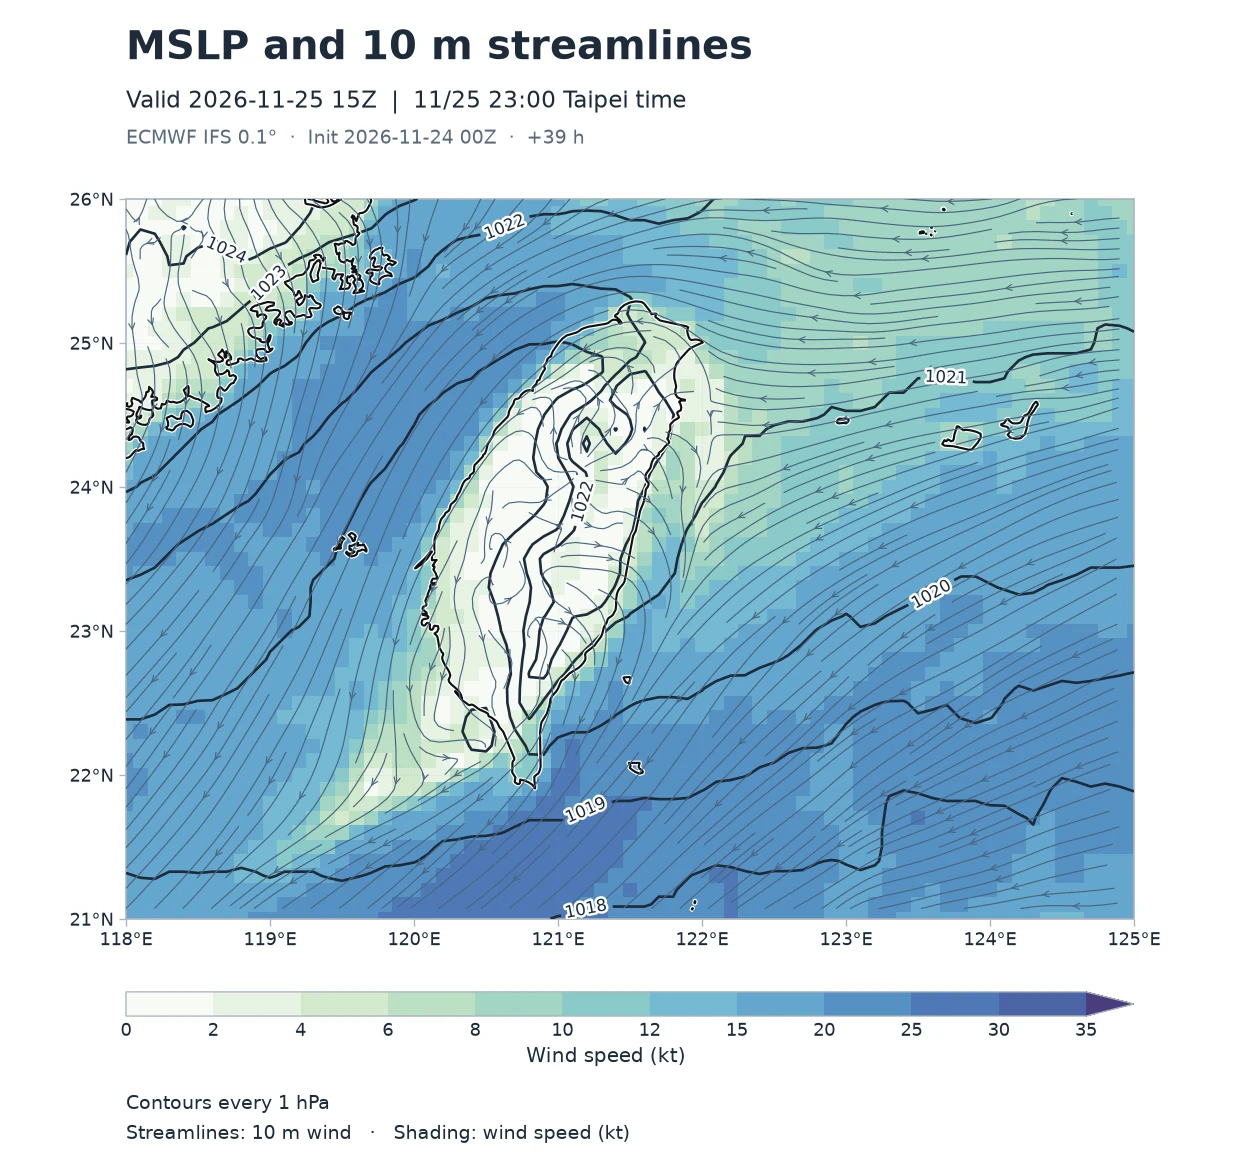 MSLP and 10 m streamlines
Valid 2026-11-25 15Z | 11/25 23:00 Taipei time
ECMWF IFS 0.1° · Init 2026-11-24 00Z · +39 h
26°N
25°N
24°N
23°N
22°N
21°N
1024
1023
1022
1021
1022
1020
1019
1018
118°E 119°E 120°E 121°E 122°E 123°E 124°E 125°E
0 2 4 6 8 10 12 15 20 25 30 35
Wind speed (kt)
Contours every 1 hPa
Streamlines: 10 m wind · Shading: wind speed (kt)